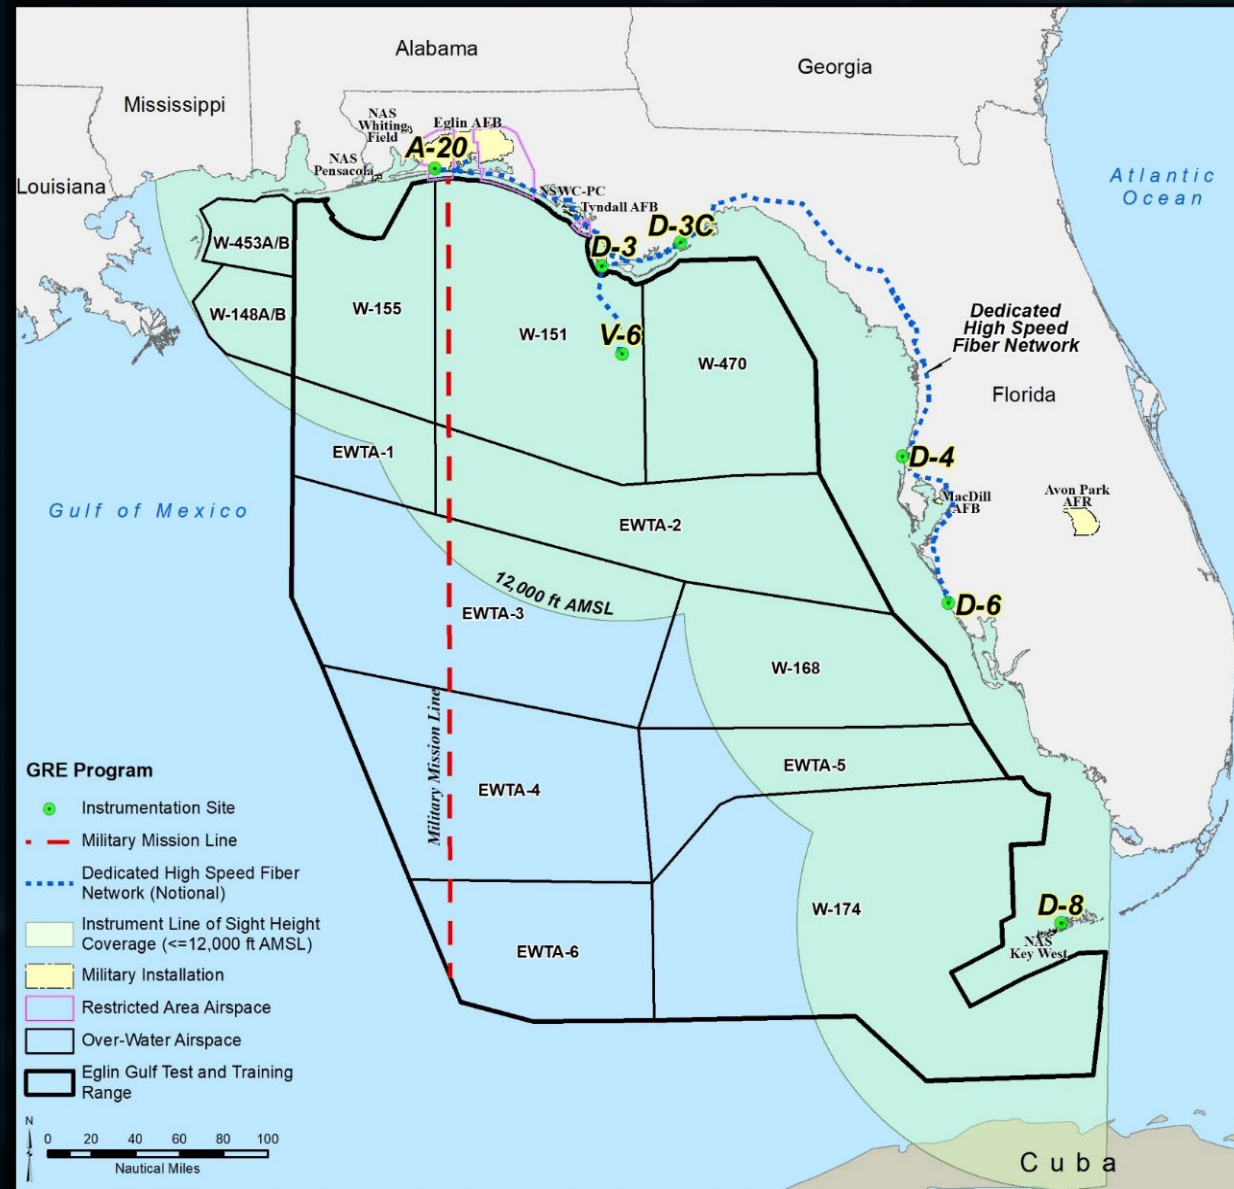 Alabama
Georgia
Mississippi
Louisiana
NAS
Whiting
Field
Eglin AFB
A-20
NAS
Pensacola
NSWC-PC
Tyndall AFB
D-3C
D-3
Atlantic
Ocean
W-453A/B
W-148A/B
W-155
W-151
V-6
W-470
Dedicated
High Speed
Fiber Network
Florida
EWTA-1
D-4
MacDill
AFB
Avon Park
AFR
Gulf of Mexico
EWTA-2
12,000 ft AMSL
EWTA-3
D-6
W-168
Military Mission Line
EWTA-5
EWTA-4
W-174
D-8
NAS
Key West
EWTA-6
GRE Program
Instrumentation Site
Military Mission Line
Dedicated High Speed Fiber
Network (Notional)
Instrument Line of Sight Height
Coverage (<=12,000 ft AMSL)
Military Installation
Restricted Area Airspace
Over-Water Airspace
Eglin Gulf Test and Training
Range
N
0 20 40 60 80 100
Nautical Miles
Cuba